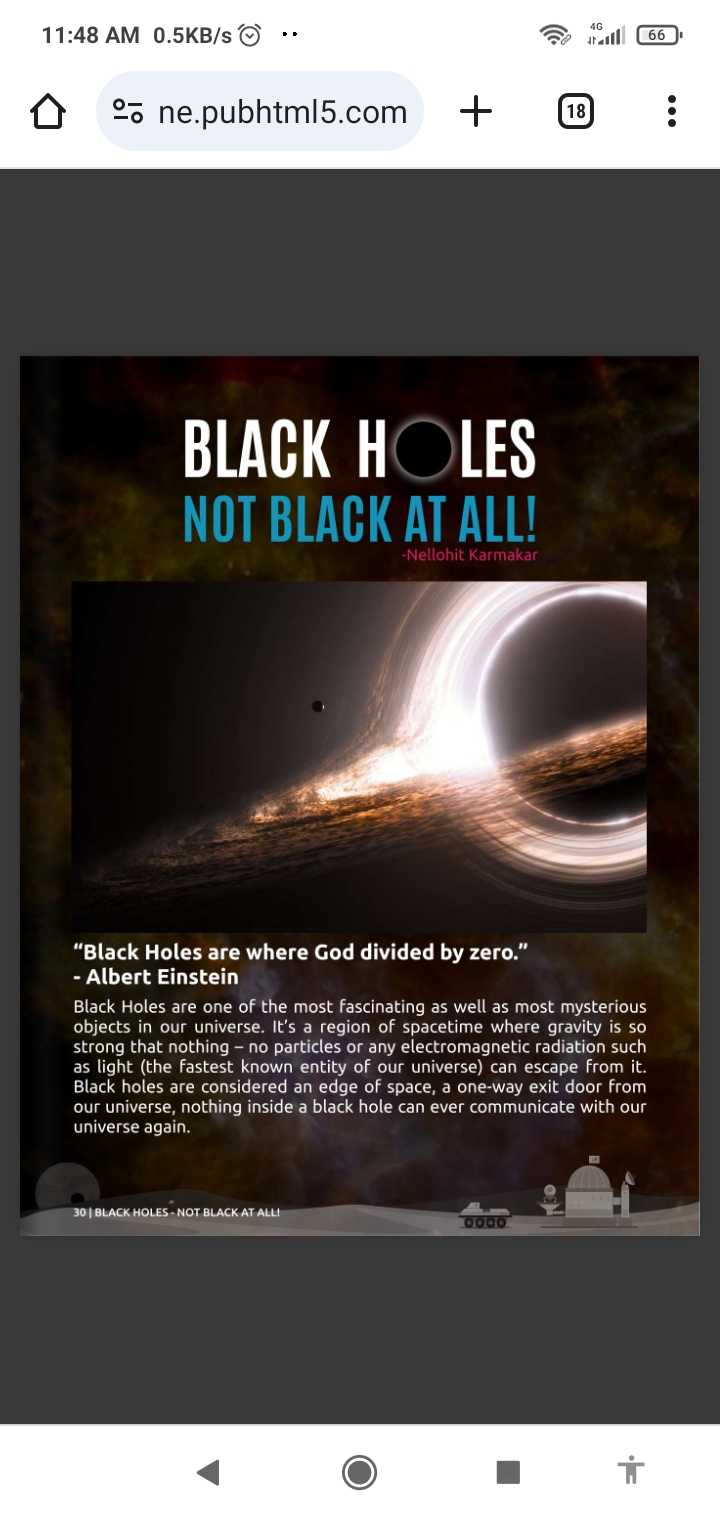 11:48 AM 0.5KB/s
4G
66
ne.pubhtml5.com
18
BLACK HOLES
NOT BLACK AT ALL!
-Nellohit Karmakar
“Black Holes are where God divided by zero.”
- Albert Einstein
Black Holes are one of the most fascinating as well as most mysterious
objects in our universe. It’s a region of spacetime where gravity is so
strong that nothing – no particles or any electromagnetic radiation such
as light (the fastest known entity of our universe) can escape from it.
Black holes are considered an edge of space, a one-way exit door from
our universe, nothing inside a black hole can ever communicate with our
universe again.
30 | BLACK HOLES - NOT BLACK AT ALL!